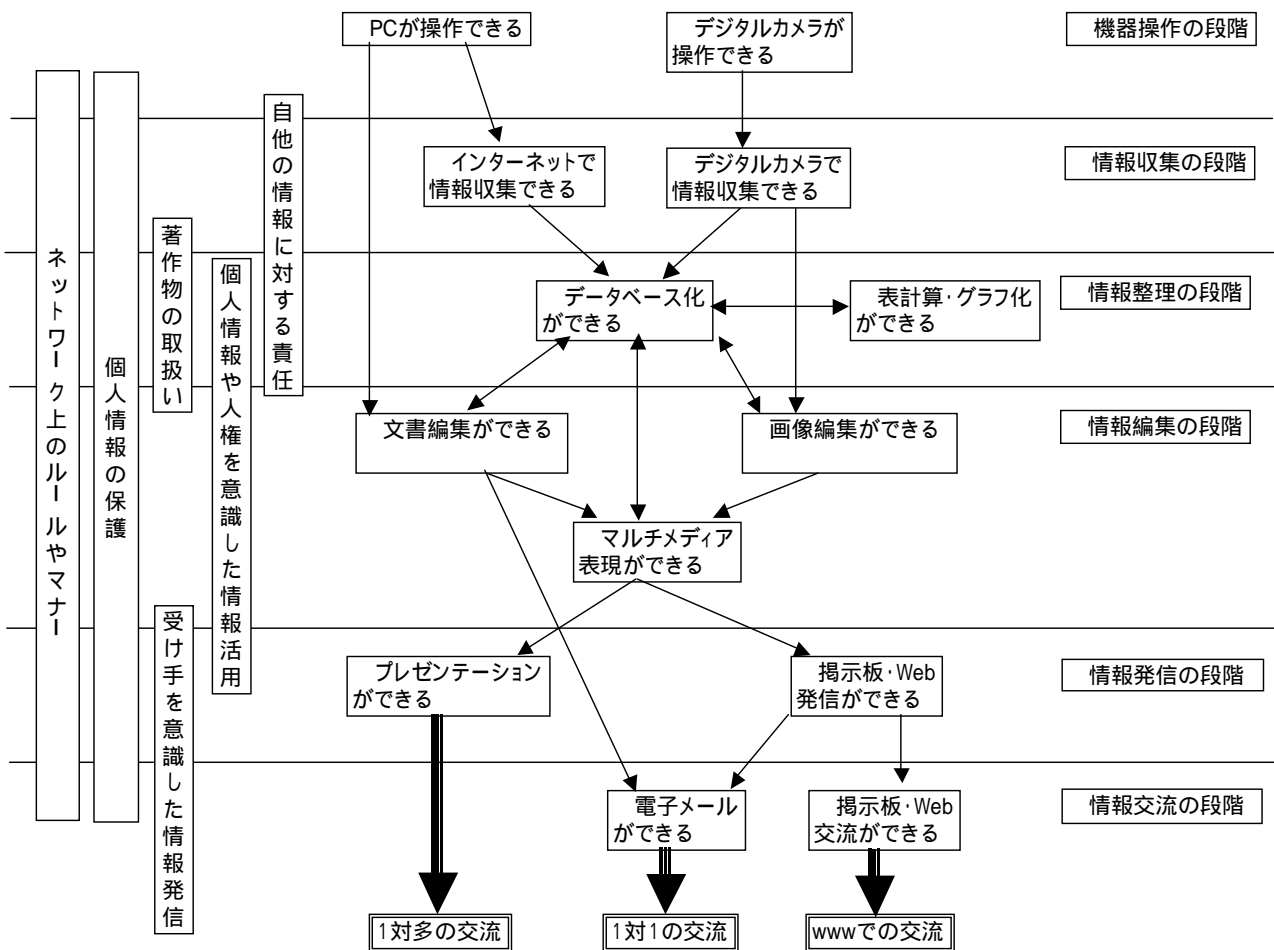 PCが操作できる
デジタルカメラが
操作できる
機器操作の段階
ネットワーク上のルールやマナー
個人情報の保護
著作物の取扱い
受け手を意識した情報発信
個人情報や人権を意識した情報活用
自他の情報に対する責任
インターネットで
情報収集できる
デジタルカメラで
情報収集できる
情報収集の段階
データベース化
ができる
表計算・グラフ化
ができる
情報整理の段階
文書編集ができる
画像編集ができる
情報編集の段階
マルチメディア
表現ができる
プレゼンテーション
ができる
掲示板・Web
発信ができる
情報発信の段階
電子メール
ができる
掲示板・Web
交流ができる
情報交流の段階
1対多の交流
1対1の交流
wwwでの交流